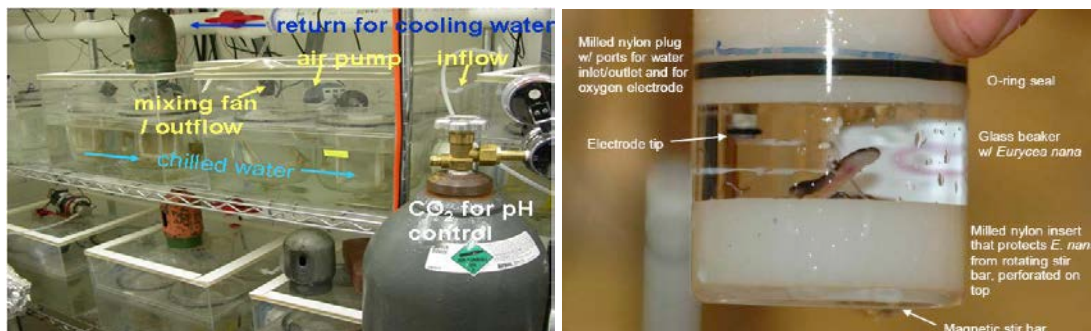 return for cooling water
air pump
inflow
mixing fan
/ outflow
chilled water
CO₂ for pH
control
Milled nylon plug
w/ ports for water
inlet/outlet and for
oxygen electrode
Electrode tip
O-ring seal
Glass beaker
w/ Eurycea nana
Milled nylon insert
that protects E. nana
from rotating stir
bar, perforated on
top
Magnetic stir bar